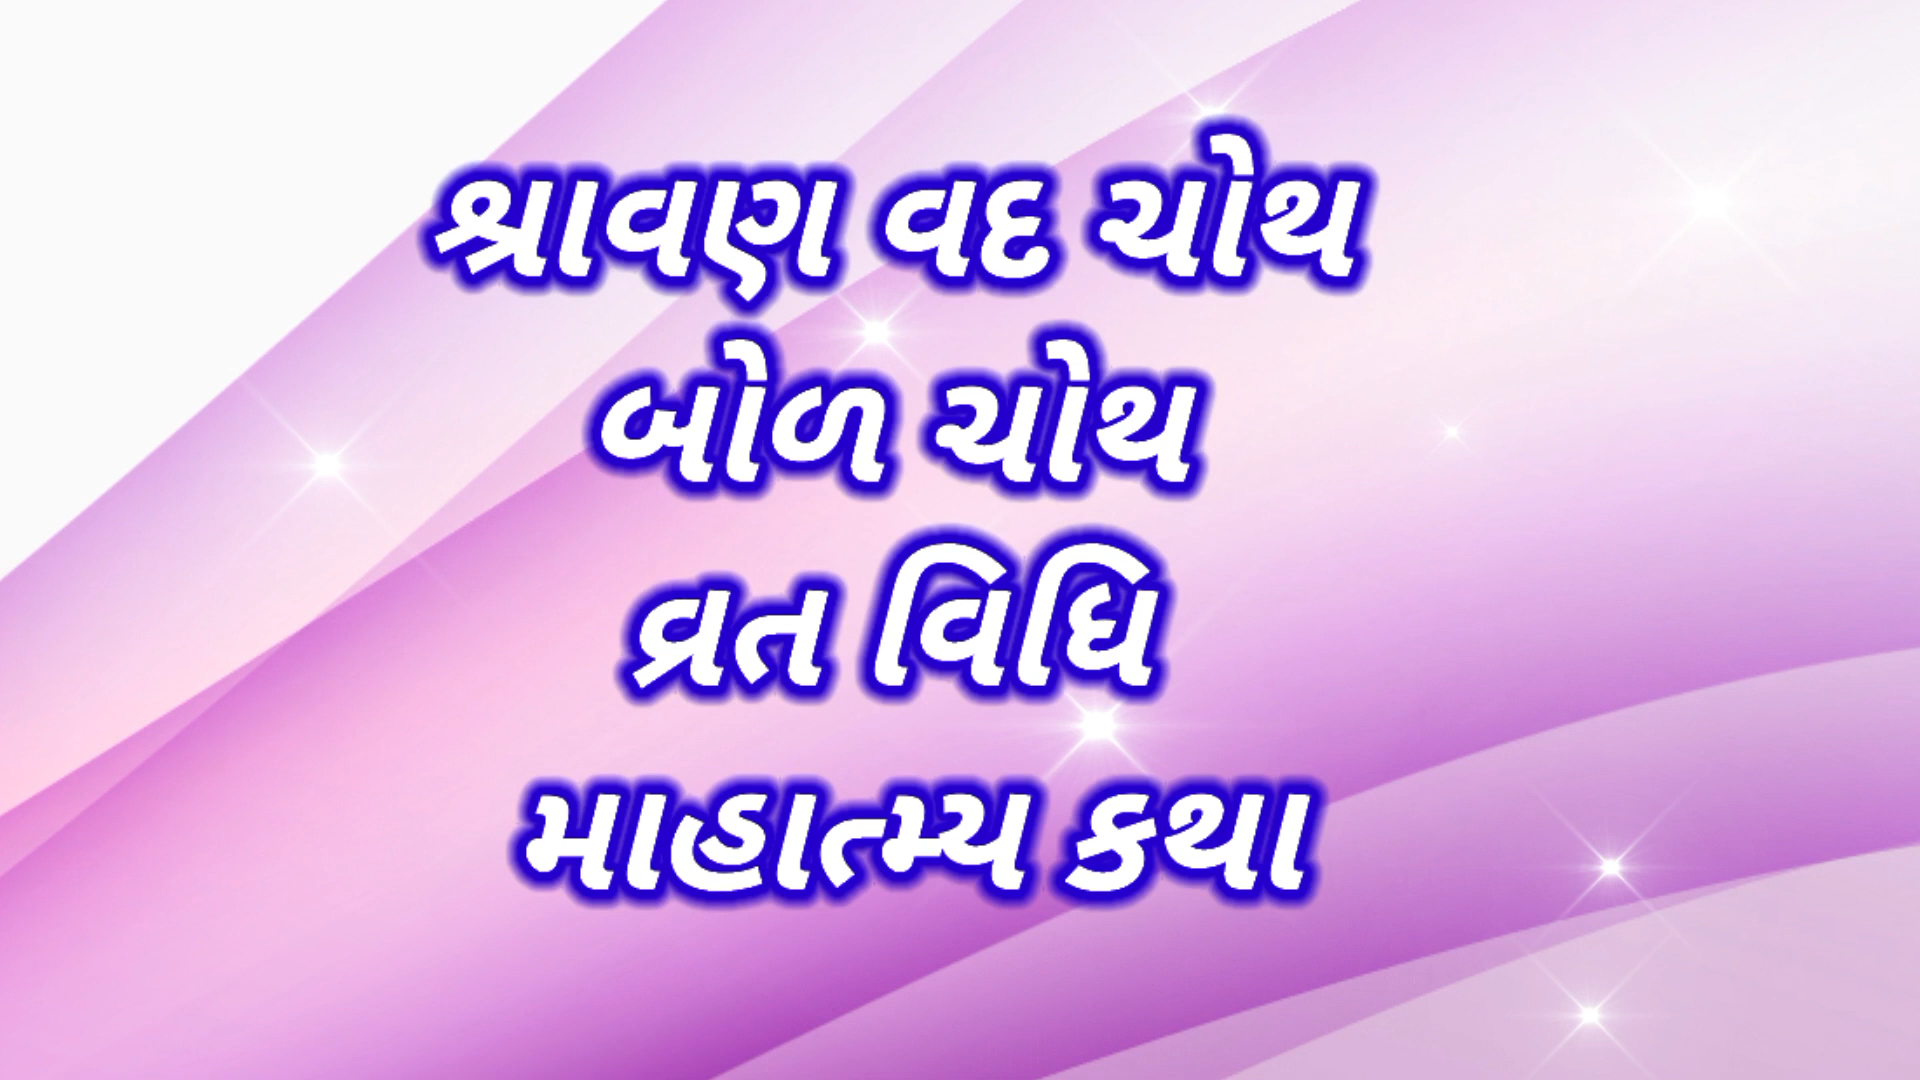 શ્રાવણ વદ ચોથ
બોળ ચોથ
વ્રત વિધિ
માહાત્મ્ય કથા